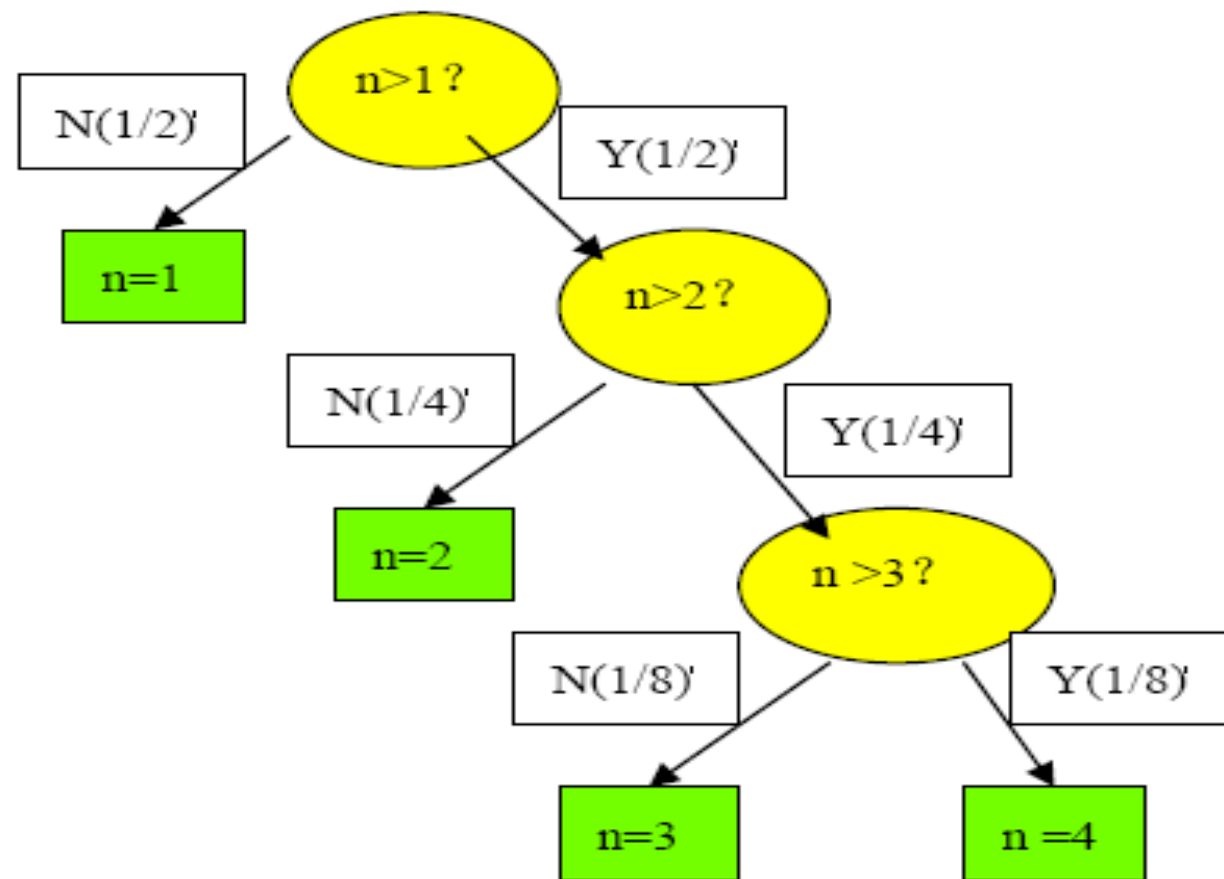 n>1?
N(1/2)'
Y(1/2)'
n=1
n>2?
N(1/4)'
Y(1/4)'
n=2
n >3?
N(1/8)'
Y(1/8)'
n=3
n =4